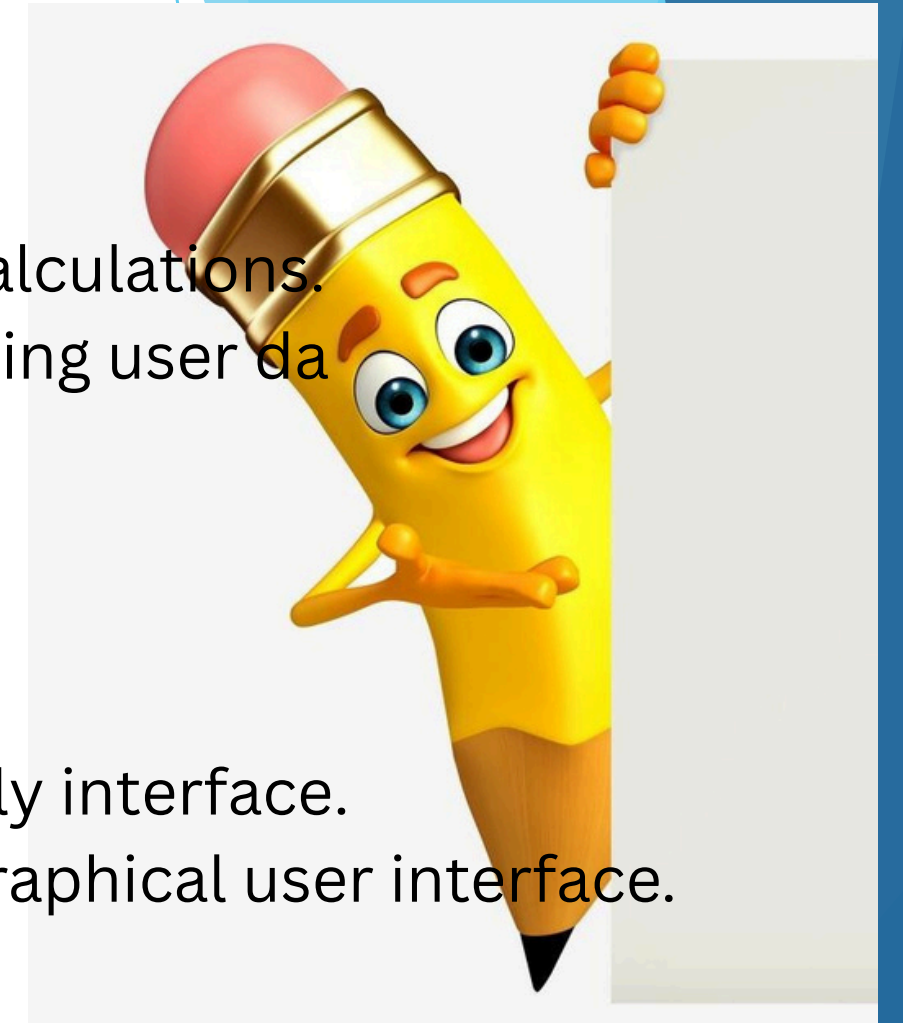 alculations.
ing user da
ly interface.
raphical user interface.